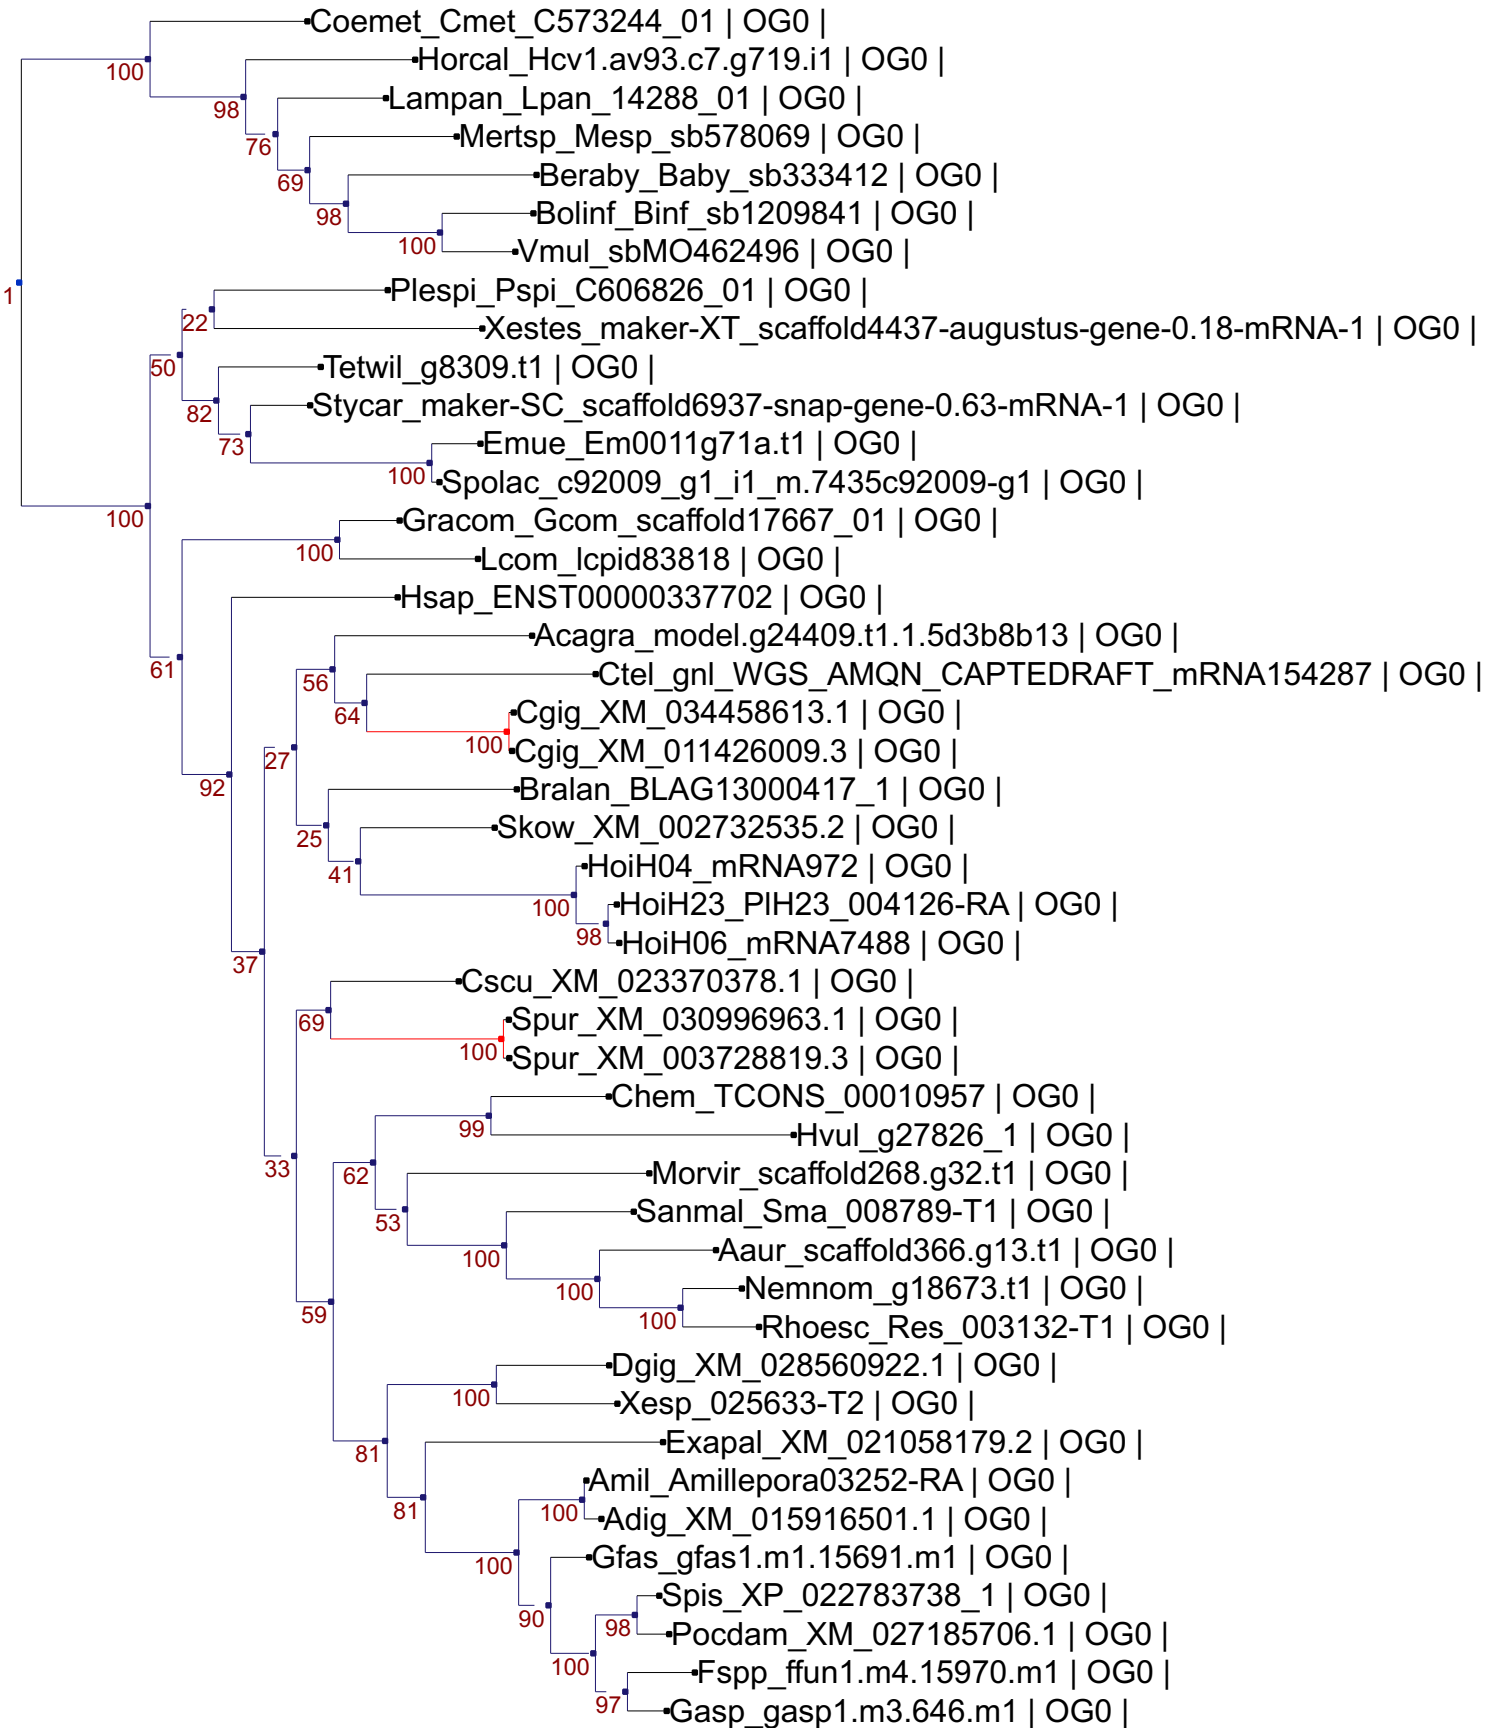 Coemet_Cmet_C573244_01 | OG0 |
100
Horcal_Hcv1.av93.c7.g719.i1 | OG0 |
98
Lampan_Lpan_14288_01 | OG0 |
76
Mertsp_Mesp_sb578069 | OG0 |
69
Beraby_Baby_sb333412 | OG0 |
98
Bolinf_Binf_sb1209841 | OG0 |
100
Vmul_sbMO462496 | OG0 |
1
Plespi_Pspi_C606826_01 | OG0 |
22
Xestes_maker-XT_scaffold4437-augustus-gene-0.18-mRNA-1 | OG0 |
50
Tetwil_g8309.t1 | OG0 |
82
Stycar_maker-SC_scaffold6937-snap-gene-0.63-mRNA-1 | OG0 |
73
Emue_Em0011g71a.t1 | OG0 |
100
Spolac_c92009_g1_i1_m.7435c92009-g1 | OG0 |
100
Gracom_Gcom_scaffold17667_01 | OG0 |
100
Lcom_lcpid83818 | OG0 |
Hsap_ENST00000337702 | OG0 |
Acagra_model.g24409.t1.1.5d3b8b13 | OG0 |
61
56
Ctel_gnl_WGS_AMQN_CAPTEDRAFT_mRNA154287 | OG0 |
64
Cgig_XM_034458613.1 | OG0 |
100
Cgig_XM_011426009.3 | OG0 |
27
92
Bralan_BLAG13000417_1 | OG0 |
25
Skow_XM_002732535.2 | OG0 |
41
HoiH04_mRNA972 | OG0 |
100
HoiH23_PIH23_004126-RA | OG0 |
98
HoiH06_mRNA7488 | OG0 |
37
Cscu_XM_023370378.1 | OG0 |
69
Spur_XM_030996963.1 | OG0 |
100
Spur_XM_003728819.3 | OG0 |
Chem_TCONS_00010957 | OG0 |
99
Hvul_g27826_1 | OG0 |
33
62
Morvir_scaffold268.g32.t1 | OG0 |
53
Sanmal_Sma_008789-T1 | OG0 |
100
Aaur_scaffold366.g13.t1 | OG0 |
100
Nemnom_g18673.t1 | OG0 |
59
100
Rhoesc_Res_003132-T1 | OG0 |
Dgig_XM_028560922.1 | OG0 |
100
Xesp_025633-T2 | OG0 |
81
Exapal_XM_021058179.2 | OG0 |
Amil_Amillepora03252-RA | OG0 |
81
100
Adig_XM_015916501.1 | OG0 |
100
Gfas_gfas1.m1.15691.m1 | OG0 |
90
Spis_XP_022783738_1 | OG0 |
98
Pocdam_XM_027185706.1 | OG0 |
100
Fspp_ffun1.m4.15970.m1 | OG0 |
97
Gasp_gasp1.m3.646.m1 | OG0 |